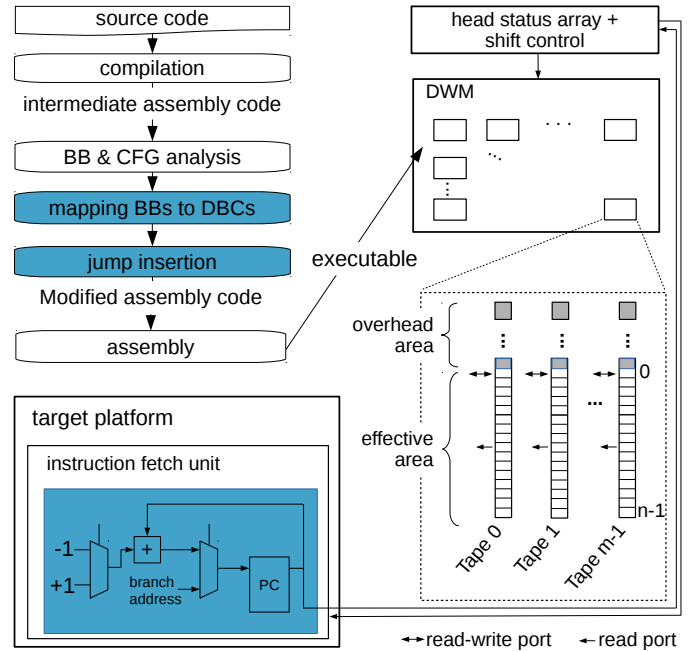 source code
compilation
intermediate assembly code
BB & CFG analysis
mapping BBs to DBCs
jump insertion
Modified assembly code
assembly
executable
head status array +
shift control
DWM
. . .
overhead
area
effective
area
0
...
n-1
Tape 0
Tape 1
Tape m-1
target platform
instruction fetch unit
-1
+1
+
branch
address
PC
read-write port
read port